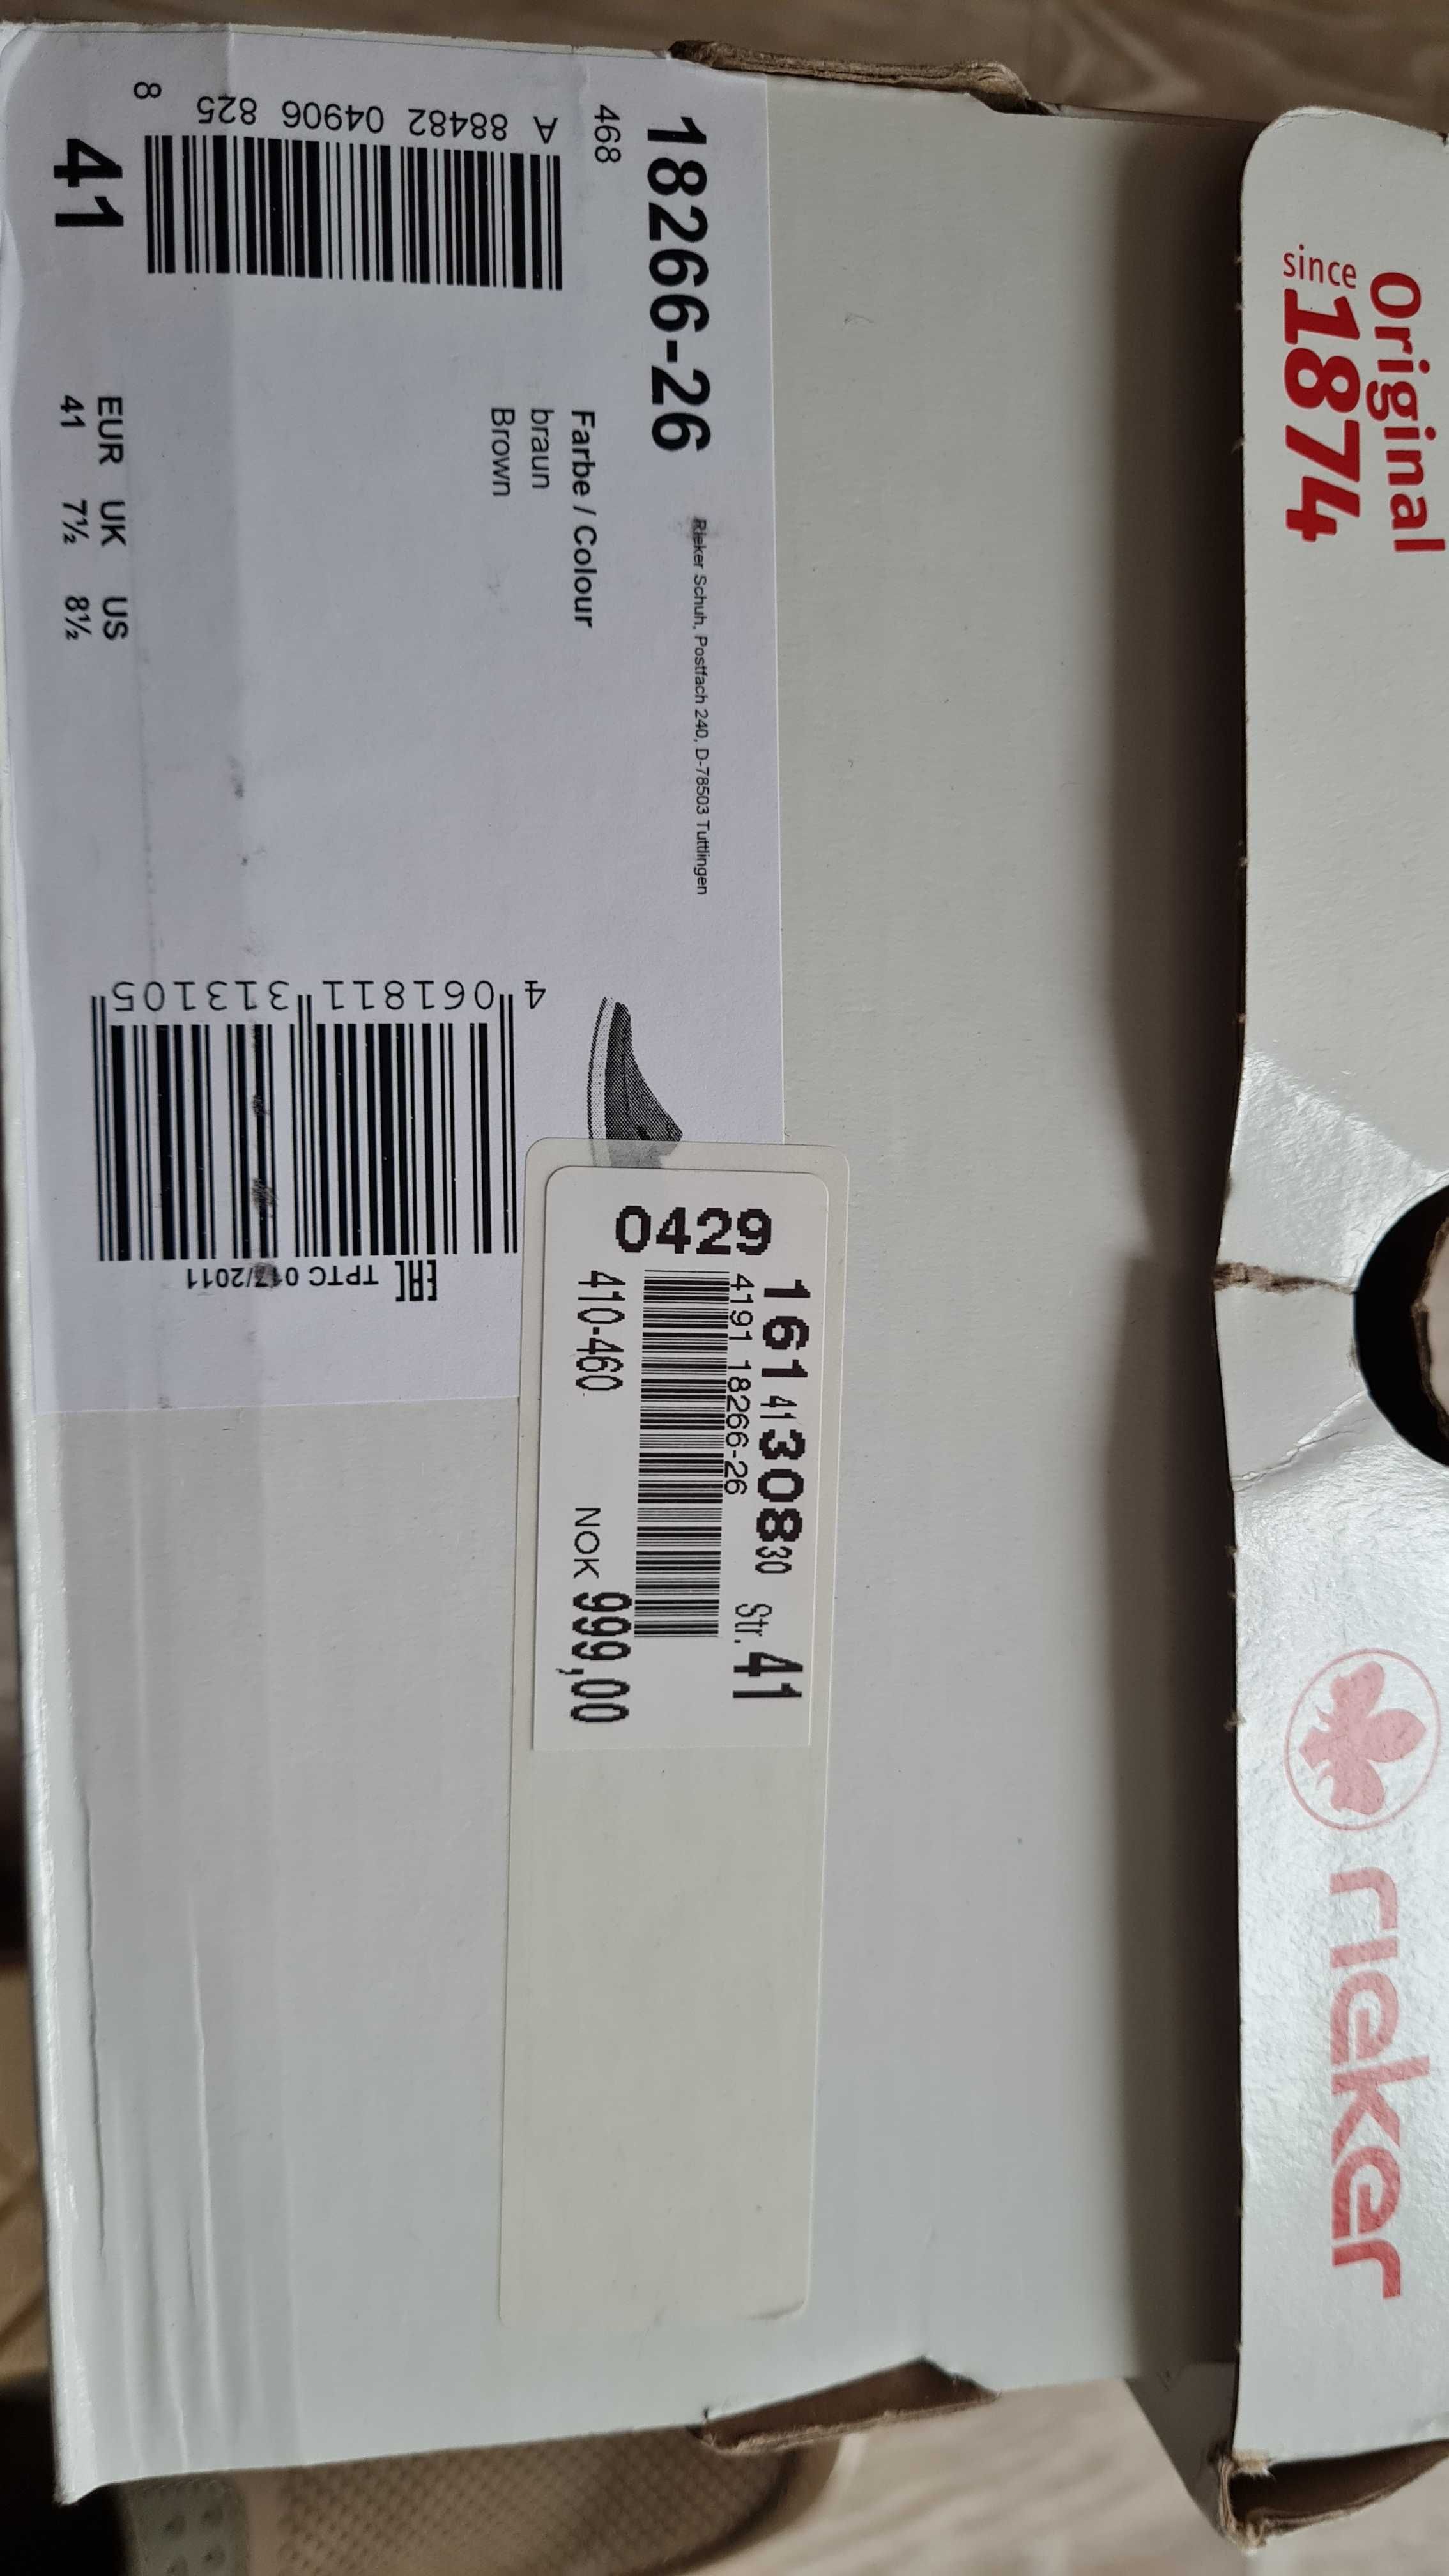 Original
since 1874
rieker
18266-26
Rieker Schuh, Postfach 240, D-78503 Tuttlingen
468
Farbe / Colour
braun
Brown
A 88482 04906 825 8
41
EUR UK US
41 7½ 8½
4 061811 313105
EAC TPTC 017/2011
0429
161 41 308 30
4191 18266-26
Str. 41
410-460
NOK 999,00